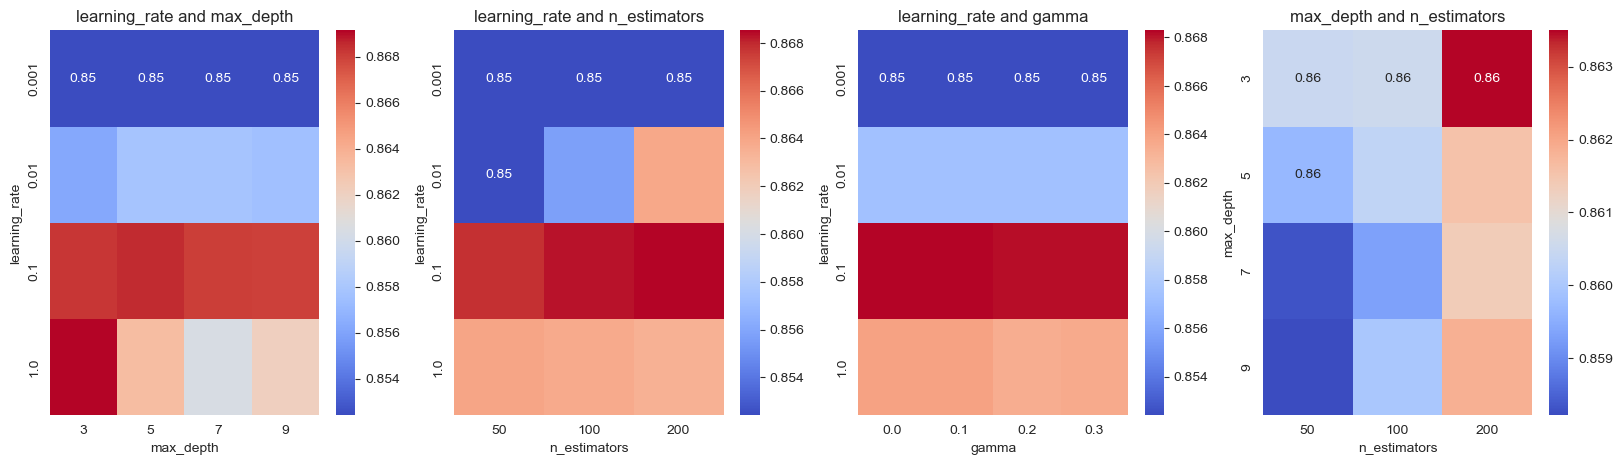 learning_rate and max_depth
learning_rate
0.001
0.01
0.1
1.0
0.85 0.85 0.85 0.85
3 5 7 9
max_depth
0.868
0.866
0.864
0.862
0.860
0.858
0.856
0.854
learning_rate and n_estimators
learning_rate
0.001
0.01
0.1
1.0
0.85 0.85 0.85
0.85
50 100 200
n_estimators
0.868
0.866
0.864
0.862
0.860
0.858
0.856
0.854
learning_rate and gamma
learning_rate
0.001
0.01
0.1
1.0
0.85 0.85 0.85 0.85
0.0 0.1 0.2 0.3
gamma
0.868
0.866
0.864
0.862
0.860
0.858
0.856
0.854
max_depth and n_estimators
max_depth
3
5
7
9
0.86 0.86 0.86
0.86
50 100 200
n_estimators
0.863
0.862
0.861
0.860
0.859